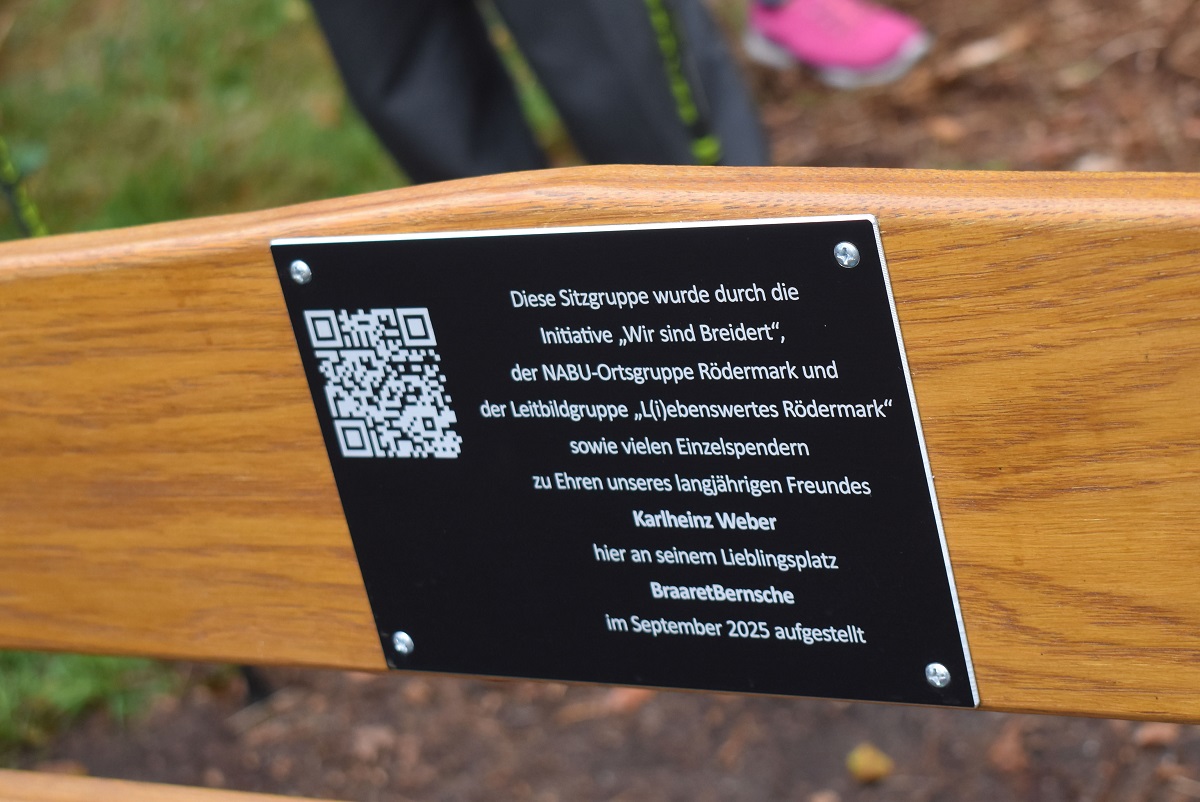 Diese Sitzgruppe wurde durch die
Initiative „Wir sind Breidert“,
der NABU-Ortsgruppe Rödermark und
der Leitbildgruppe „L(i)ebenswertes Rödermark“
sowie vielen Einzelspendern
zu Ehren unseres langjährigen Freundes
Karlheinz Weber
hier an seinem Lieblingsplatz
BraaretBernsche
im September 2025 aufgestellt